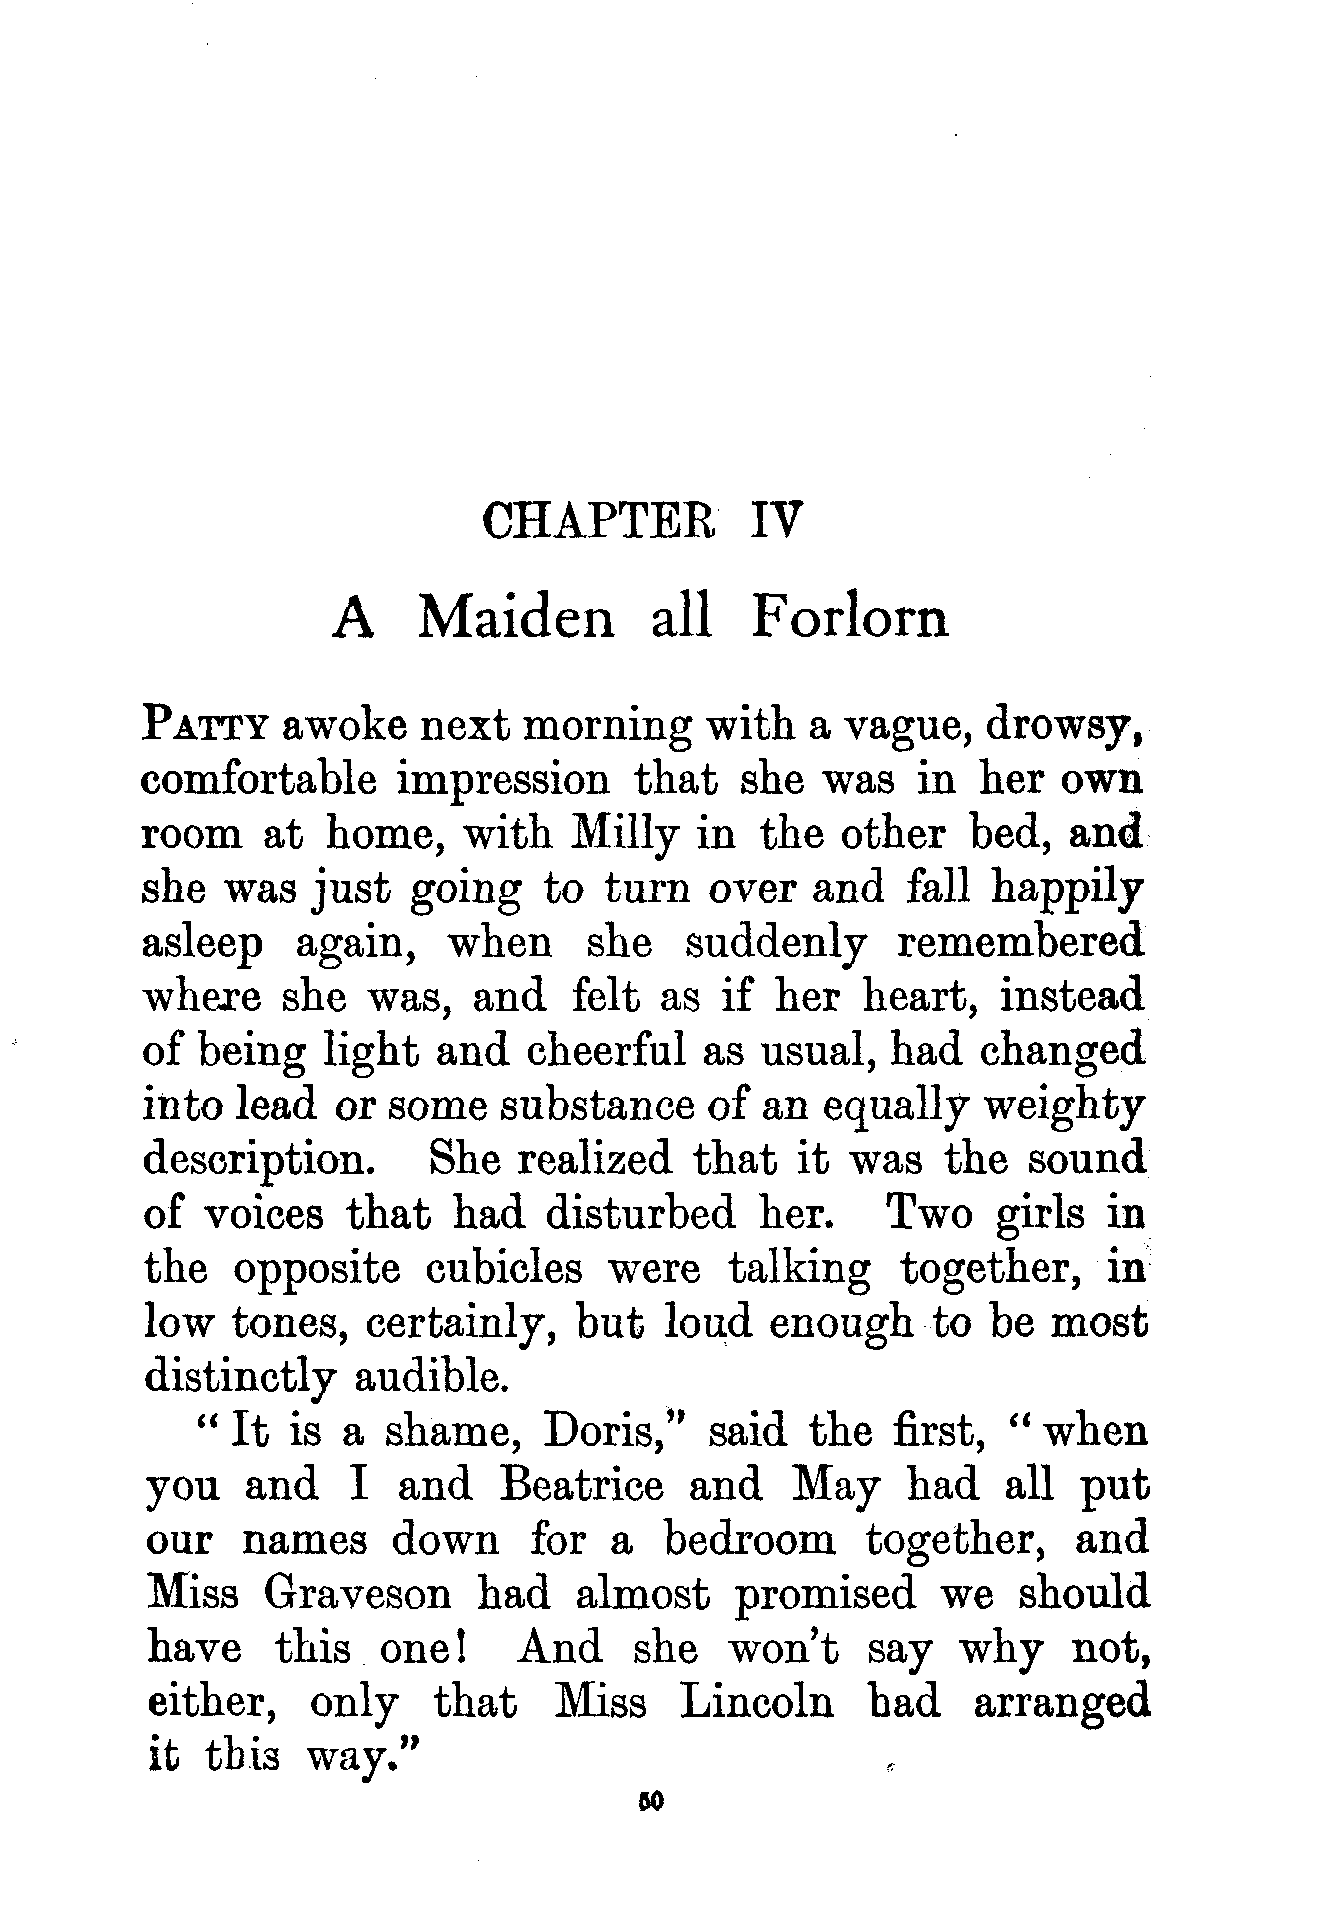 CHAPTER IV
A Maiden all Forlorn
PATTY awoke next morning with a vague, drowsy,
comfortable impression that she was in her own
room at home, with Milly in the other bed, and
she was just going to turn over and fall happily
asleep again, when she suddenly remembered
where she was, and felt as if her heart, instead
of being light and cheerful as usual, had changed
into lead or some substance of an equally weighty
description. She realized that it was the sound
of voices that had disturbed her. Two girls in
the opposite cubicles were talking together, in
low tones, certainly, but loud enough to be most
distinctly audible.
“It is a shame, Doris,” said the first, “when
you and I and Beatrice and May had all put
our names down for a bedroom together, and
Miss Graveson had almost promised we should
have this one! And she won't say why not,
either, only that Miss Lincoln had arranged
it this way.”
50